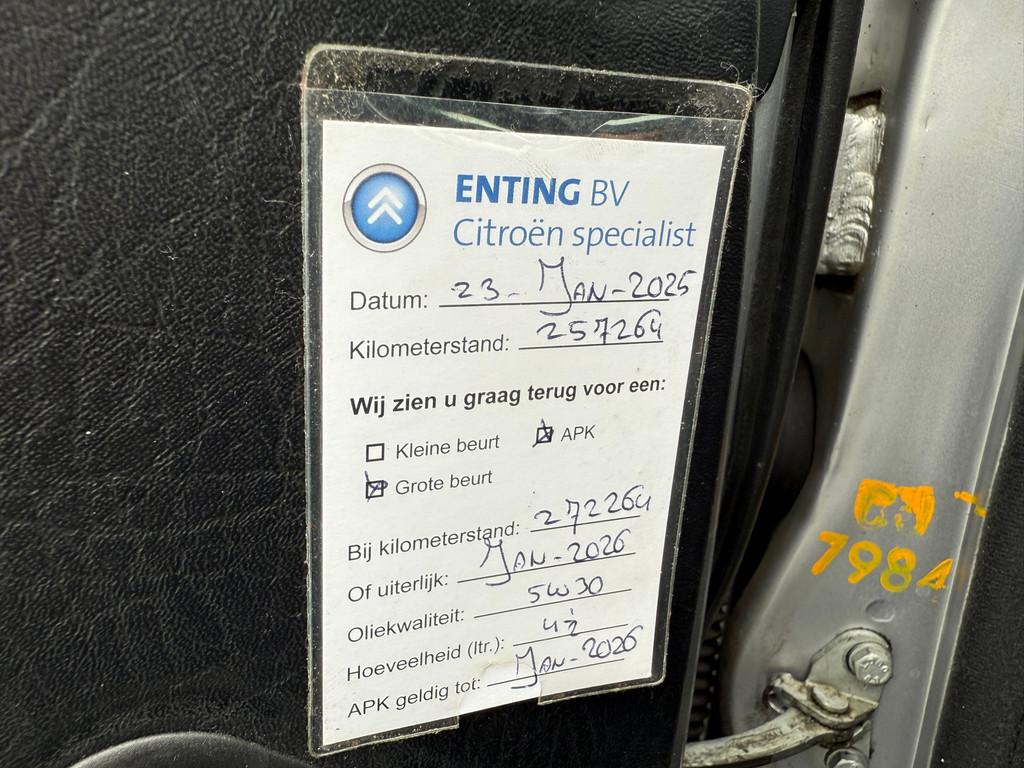 ENTING BV
Citroën specialist
Datum: 23 - JAN - 2025
Kilometerstand: 257264
Wij zien u graag terug voor een:
Kleine beurt APK
Grote beurt
Bij kilometerstand: 272264
Of uiterlijk: JAN - 2026
Oliekwaliteit: 5W30
Hoeveelheid (ltr.): 4½
APK geldig tot: JAN - 2026
7984